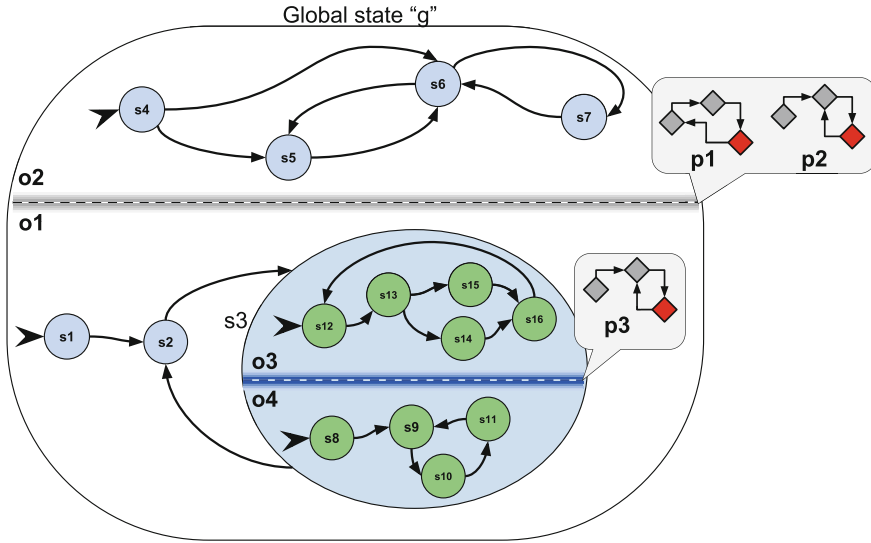 Global state “g”
s4
s6
s7
s5
p1
p2
o2
o1
s1
s2
s3
s12
s13
s15
s14
s16
p3
o3
o4
s8
s9
s11
s10